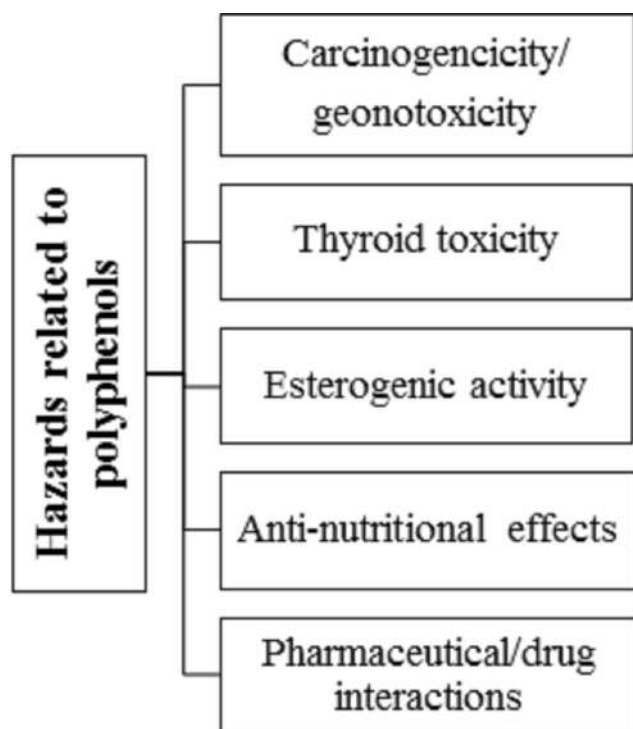 Hazards related to
polyphenols
Carcinogencicity/
geonotoxicity
Thyroid toxicity
Esterogenic activity
Anti-nutritional effects
Pharmaceutical/drug
interactions